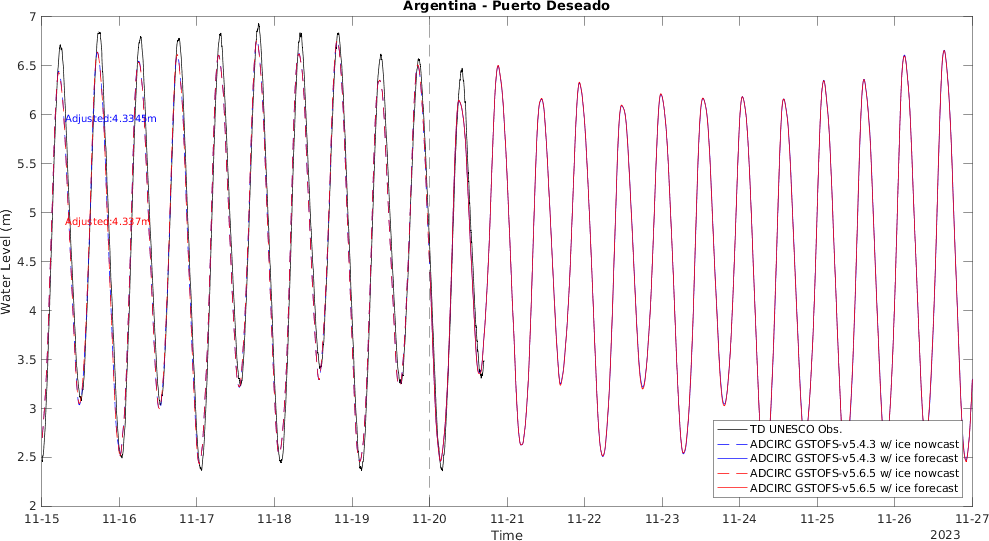 Argentina - Puerto Deseado
7
6.5
6
5.5
5
4.5
4
3.5
3
2.5
2
Water Level (m)
Adjusted:4.3345m
Adjusted:4.337m
TD UNESCO Obs.
ADCIRC GSTOFS-v5.4.3 w/ ice nowcast
ADCIRC GSTOFS-v5.4.3 w/ ice forecast
ADCIRC GSTOFS-v5.6.5 w/ ice nowcast
ADCIRC GSTOFS-v5.6.5 w/ ice forecast
11-15 11-16 11-17 11-18 11-19 11-20 11-21 11-22 11-23 11-24 11-25 11-26 11-27
Time
2023